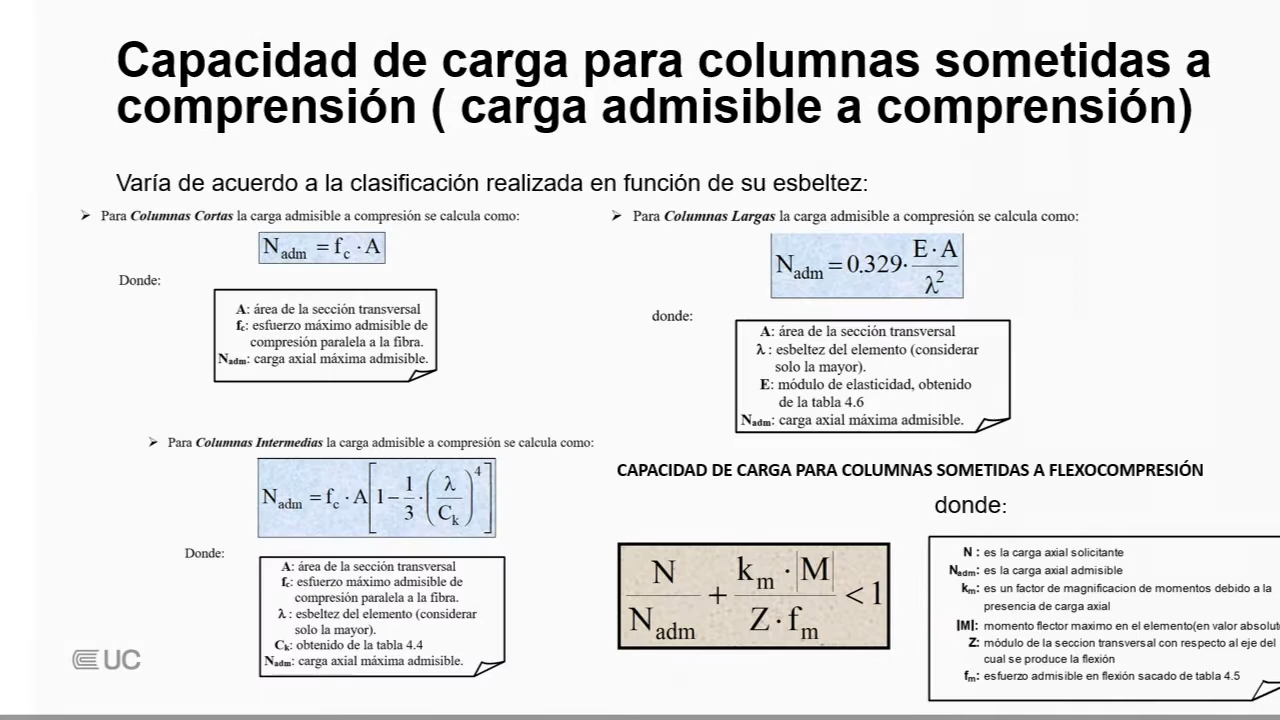 Capacidad de carga para columnas sometidas a
comprensión ( carga admisible a comprensión)
Varía de acuerdo a la clasificación realizada en función de su esbeltez:
➢ Para Columnas Cortas la carga admisible a compresión se calcula como:
N_adm = f_c · A
Donde:
A: área de la sección transversal
f_c: esfuerzo máximo admisible de
compresión paralela a la fibra.
N_adm: carga axial máxima admisible.
➢ Para Columnas Intermedias la carga admisible a compresión se calcula como:
N_adm = f_c · A [1 − 1/3 · (λ/C_k)^4]
Donde:
A: área de la sección transversal
f_c: esfuerzo máximo admisible de
compresión paralela a la fibra.
λ : esbeltez del elemento (considerar
solo la mayor).
C_k: obtenido de la tabla 4.4
N_adm: carga axial máxima admisible.
➢ Para Columnas Largas la carga admisible a compresión se calcula como:
N_adm = 0.329 · (E · A)/λ^2
donde:
A: área de la sección transversal
λ : esbeltez del elemento (considerar
solo la mayor).
E: módulo de elasticidad, obtenido
de la tabla 4.6
N_adm: carga axial máxima admisible.
CAPACIDAD DE CARGA PARA COLUMNAS SOMETIDAS A FLEXOCOMPRESIÓN
donde:
N/N_adm + (k_m · |M|)/(Z · f_m) < 1
N : es la carga axial solicitante
N_adm: es la carga axial admisible
k_m: es un factor de magnificacion de momentos debido a la
presencia de carga axial
|M|: momento flector maximo en el elemento(en valor absolut
Z: módulo de la seccion transversal con respecto al eje del
cual se produce la flexión
f_m: esfuerzo admisible en flexión sacado de tabla 4.5
UC